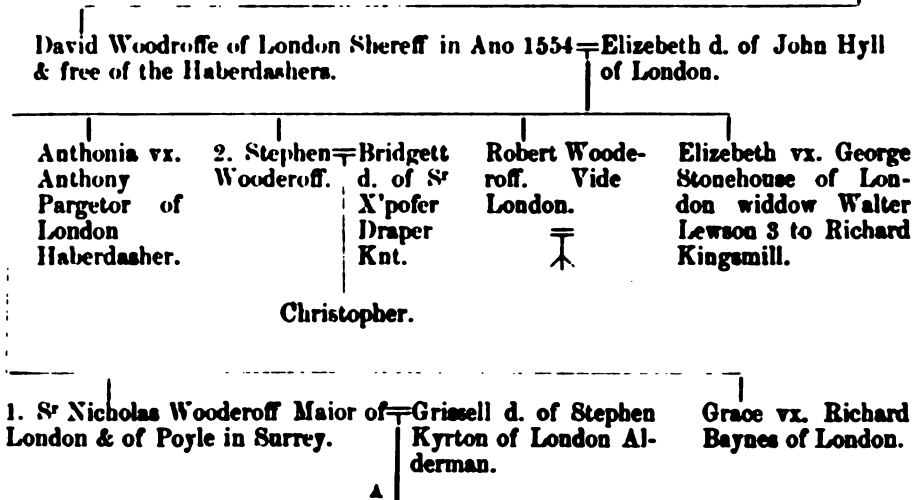 David Woodroffe of London Shereff in Ano 1554
& free of the Haberdashers.
Elizebeth d. of John Hyll
of London.
Anthonia vx.
Anthony
Pargetor of
London
Haberdasher.
2. Stephen
Wooderoff.
Bridgett
d. of Sr
X'pofer
Draper
Knt.
Robert Woode-
roff. Vide
London.
Elizebeth vx. George
Stonehouse of Lon-
don widdow Walter
Lewson 3 to Richard
Kingsmill.
Christopher.
1. Sr Nicholas Wooderoff Maior of
London & of Poyle in Surrey.
Grissell d. of Stephen
Kyrton of London Al-
derman.
Grace vx. Richard
Baynes of London.
A